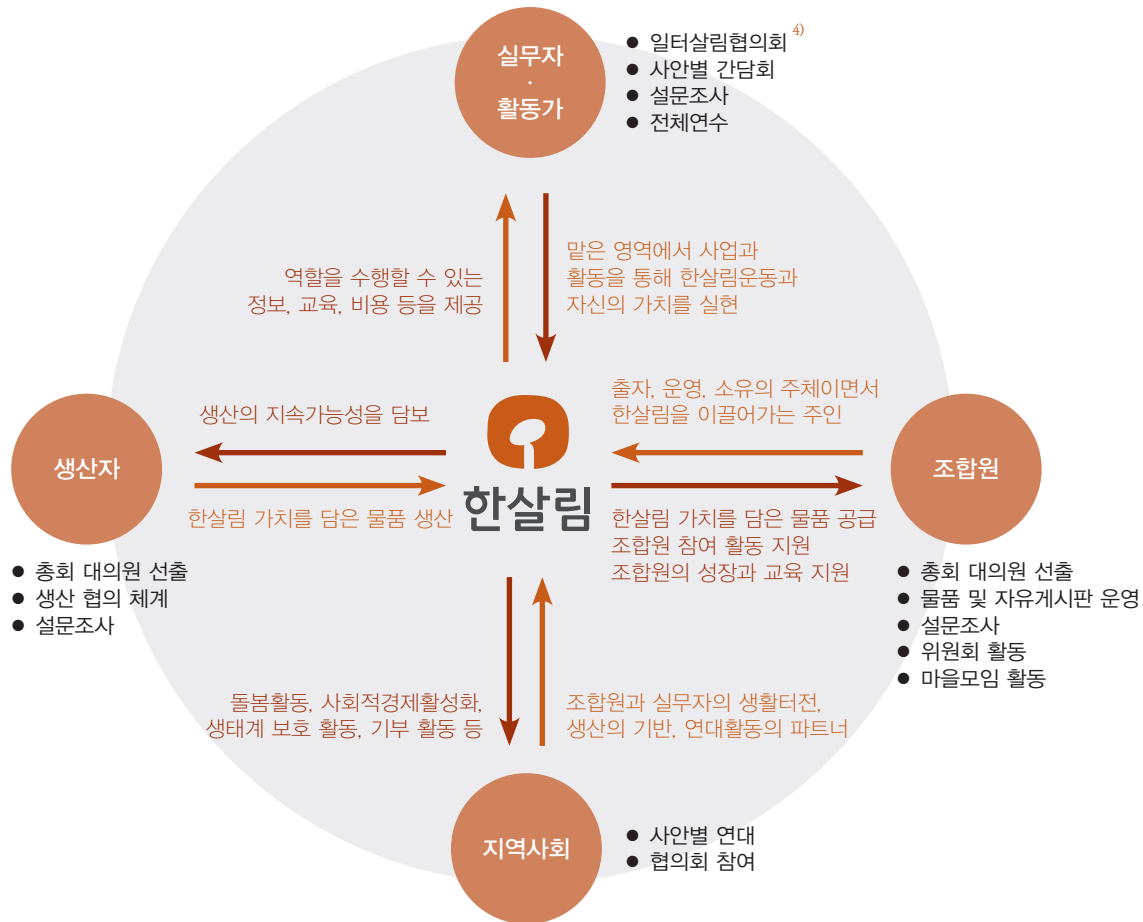 실무자
·
활동가
● 일터살림협의회 4)
● 사안별 간담회
● 설문조사
● 전체연수
역할을 수행할 수 있는
정보, 교육, 비용 등을 제공
맡은 영역에서 사업과
활동을 통해 한살림운동과
자신의 가치를 실현
생산자
생산의 지속가능성을 담보
한살림 가치를 담은 물품 생산
● 총회 대의원 선출
● 생산 협의 체계
● 설문조사
한살림
출자, 운영, 소유의 주체이면서
한살림을 이끌어가는 주인
한살림 가치를 담은 물품 공급
조합원 참여 활동 지원
조합원의 성장과 교육 지원
조합원
● 총회 대의원 선출
● 물품 및 자유게시판 운영
● 설문조사
● 위원회 활동
● 마을모임 활동
돌봄활동, 사회적경제활성화,
생태계 보호 활동, 기부 활동 등
조합원과 실무자의 생활터전,
생산의 기반, 연대활동의 파트너
지역사회
● 사안별 연대
● 협의회 참여